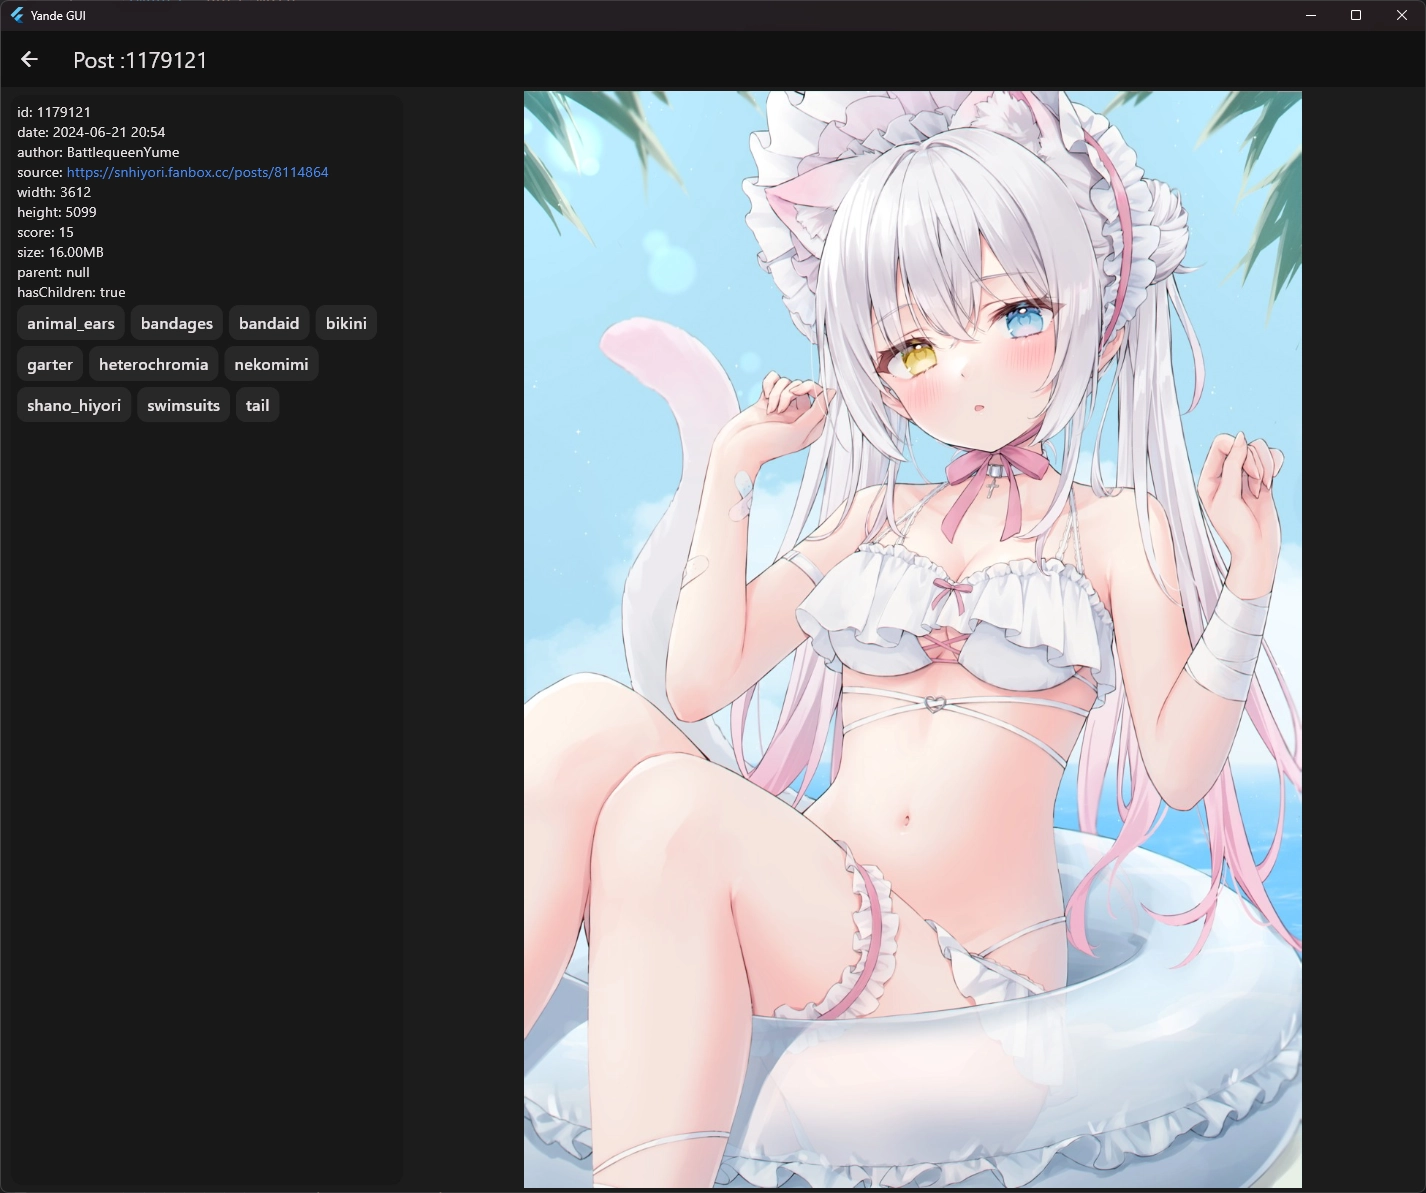 Yande GUI
Post :1179121
id: 1179121
date: 2024-06-21 20:54
author: BattlequeenYume
source: https://snhiyori.fanbox.cc/posts/8114864
width: 3612
height: 5099
score: 15
size: 16.00MB
parent: null
hasChildren: true
animal_ears bandages bandaid bikini
garter heterochromia nekomimi
shano_hiyori swimsuits tail